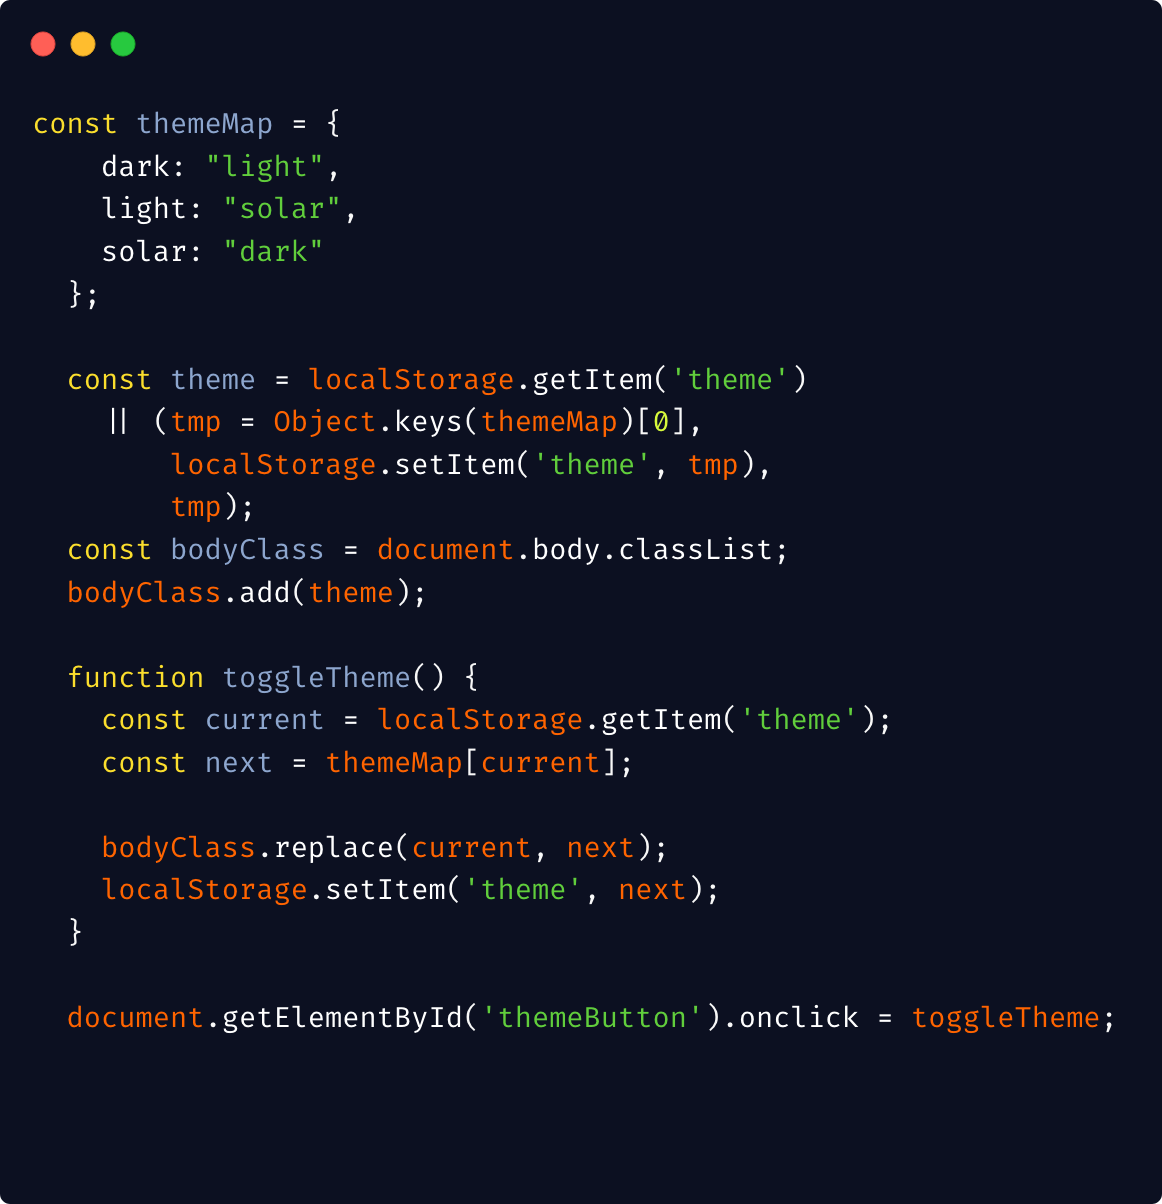 const themeMap = {
    dark: "light",
    light: "solar",
    solar: "dark"
  };

  const theme = localStorage.getItem('theme')
    || (tmp = Object.keys(themeMap)[0],
        localStorage.setItem('theme', tmp),
        tmp);
  const bodyClass = document.body.classList;
  bodyClass.add(theme);

  function toggleTheme() {
    const current = localStorage.getItem('theme');
    const next = themeMap[current];

    bodyClass.replace(current, next);
    localStorage.setItem('theme', next);
  }

  document.getElementById('themeButton').onclick = toggleTheme;